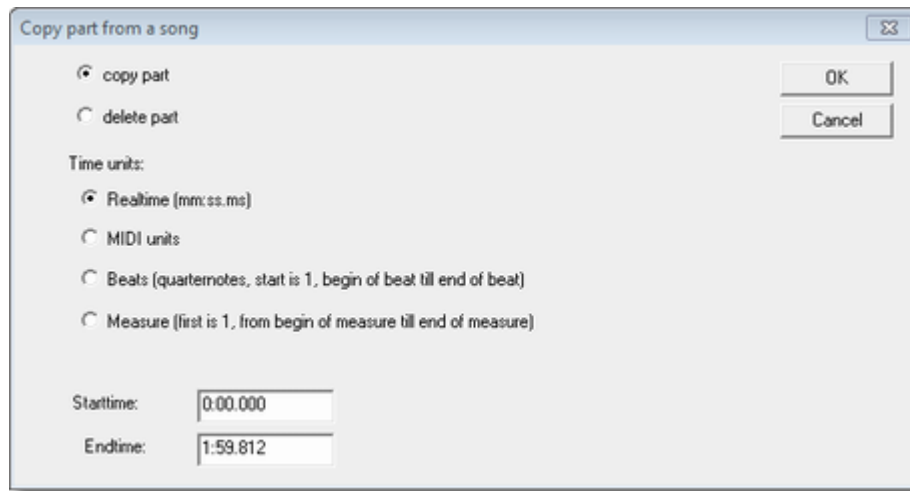 Copy part from a song
copy part
OK
delete part
Cancel
Time units:
Realtime (mm:ss.ms)
MIDI units
Beats (quarternotes, start is 1, begin of beat till end of beat)
Measure (first is 1, from begin of measure till end of measure)
Starttime: 0:00.000
Endtime: 1:59.812